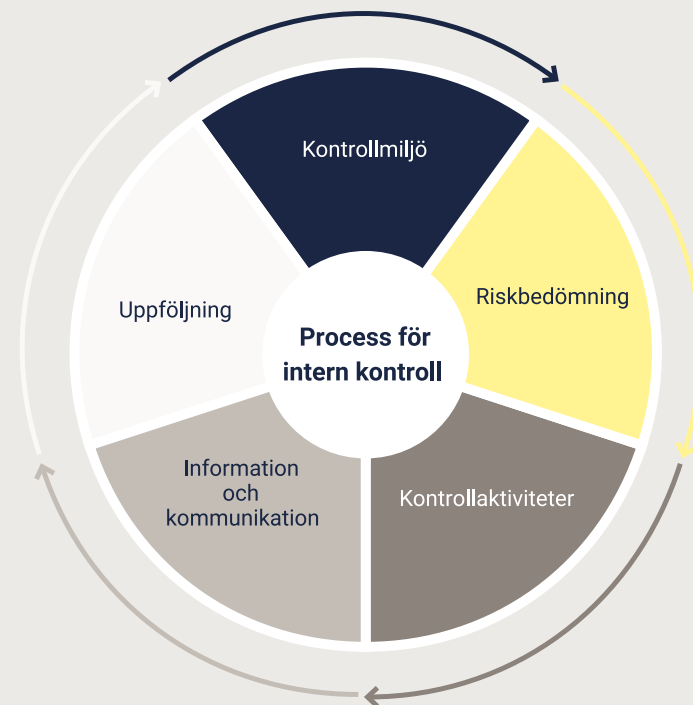 Kontrollmiljö
Riskbedömning
Kontrollaktiviteter
Information
och
kommunikation
Uppföljning
Process för
intern kontroll